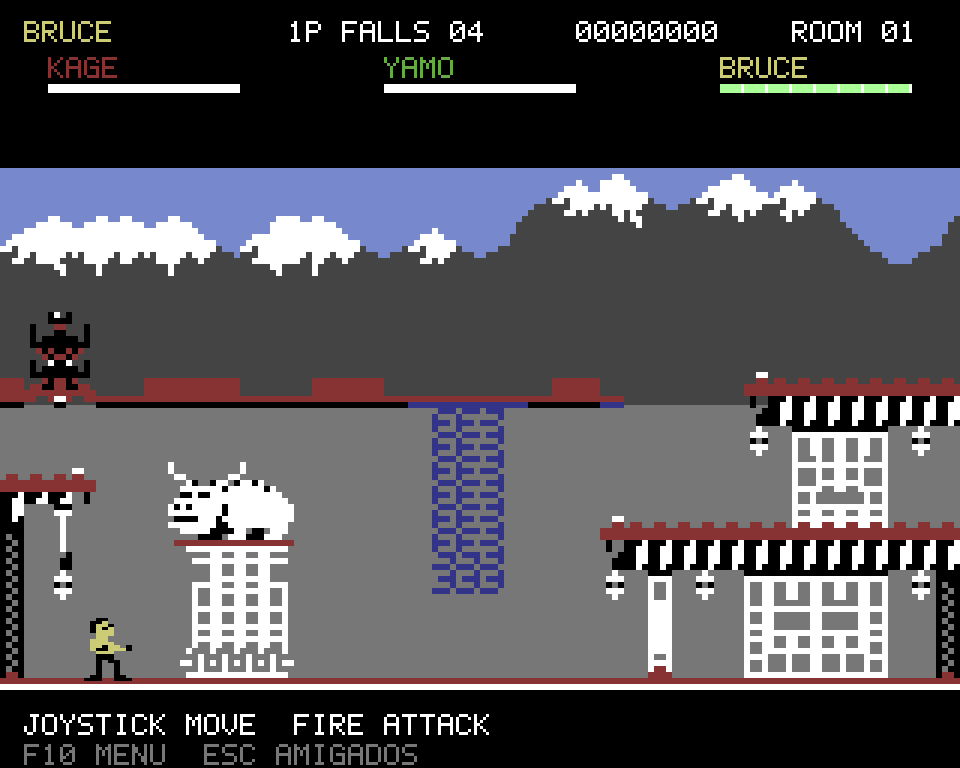 BRUCE 1P FALLS 04 00000000 ROOM 01
KAGE YAMO BRUCE
JOYSTICK MOVE FIRE ATTACK
F10 MENU ESC AMIGADOS